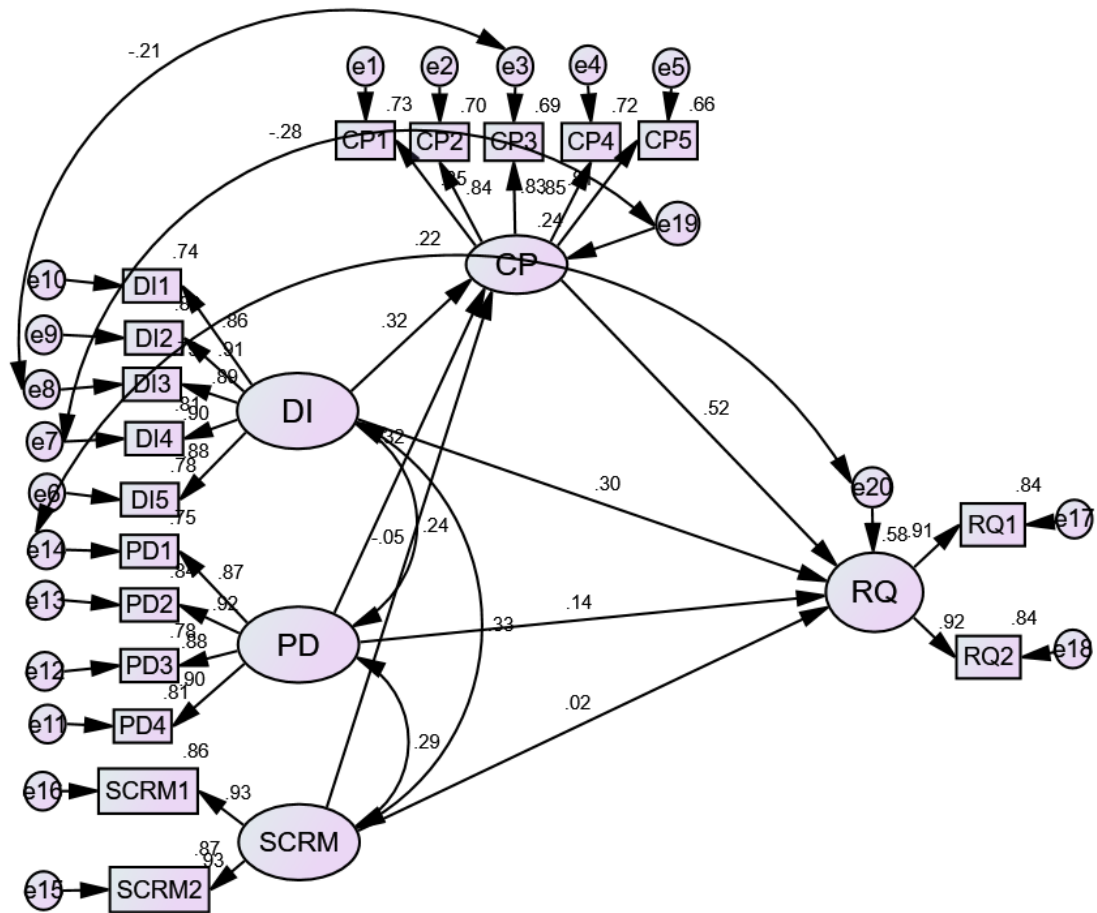 -.21
e1 e2 e3 e4 e5
.73 .70 .69 .72 .66
-.28
CP1 CP2 CP3 CP4 CP5
.84 .83 .85
.24
e19
.22
CP
.74
e10 DI1
.86
.32
e9 DI2
.91
e8 DI3
.89
.81
.90
DI
e7 DI4
.88
.78
.52
.32
e6 DI5
.30
e20
.75
.84
.24
-.05
.58
.91
RQ1 e17
e14 PD1
.87
.84
RQ
e13 PD2
.92
.14
.33
.78
.88
PD
.92
.84
RQ2 e18
e12 PD3
.90
.81
.02
e11 PD4
.29
.86
e16 SCRM1
.93
SCRM
.87
.93
e15 SCRM2